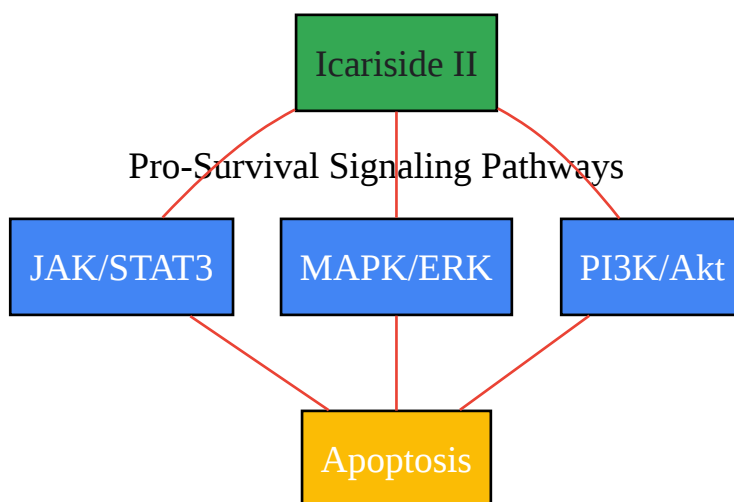 Icariside II
Pro-Survival Signaling Pathways
JAK/STAT3
MAPK/ERK
PI3K/Akt
Apoptosis